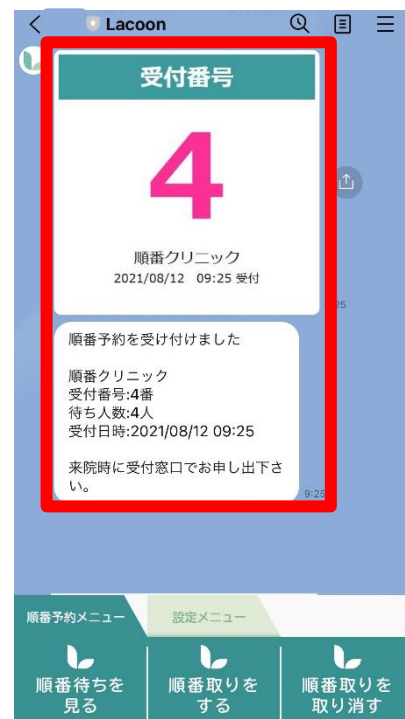 Lacoon
受付番号
4
順番クリニック
2021/08/12 09:25 受付
25
順番予約を受け付けました
順番クリニック
受付番号:4番
待ち人数:4人
受付日時:2021/08/12 09:25
来院時に受付窓口でお申し出下さ
い。
9:25
順番予約メニュー
設定メニュー
順番待ちを
見る
順番取りを
する
順番取りを
取り消す